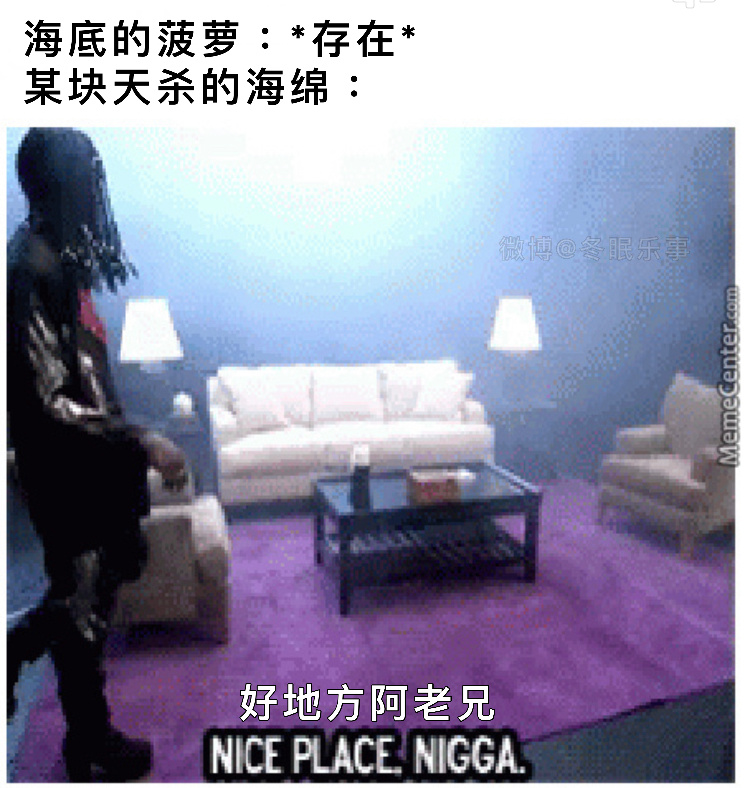 海底的菠萝：*存在*
某块天杀的海绵：
微博@冬眠乐事
MemeCenter.com
好地方阿老兄
NICE PLACE, NIGGA.